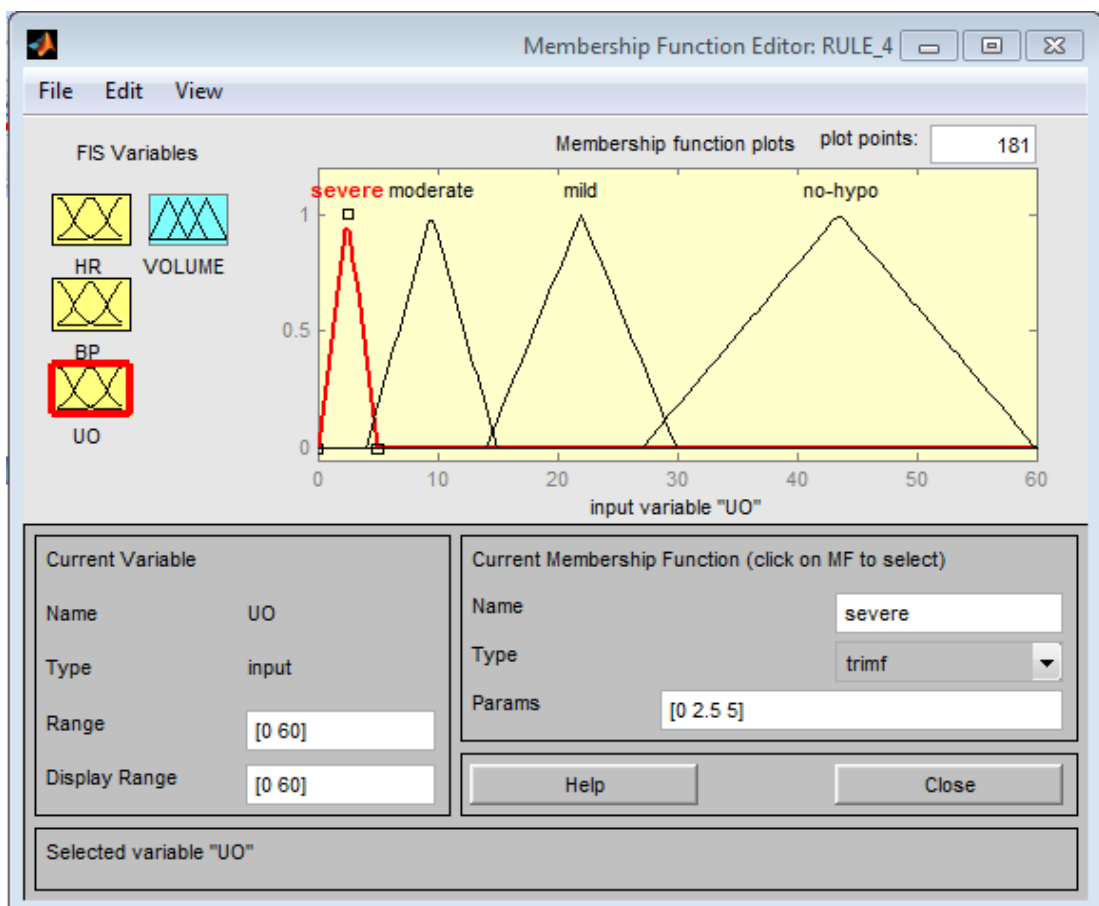 Membership Function Editor: RULE_4
File Edit View
FIS Variables
Membership function plots plot points: 181
HR VOLUME
BP
UO
severe moderate mild no-hypo
1
0.5
0
0 10 20 30 40 50 60
input variable "UO"
Current Variable
Name UO
Type input
Range [0 60]
Display Range [0 60]
Current Membership Function (click on MF to select)
Name severe
Type trimf
Params [0 2.5 5]
Help Close
Selected variable "UO"